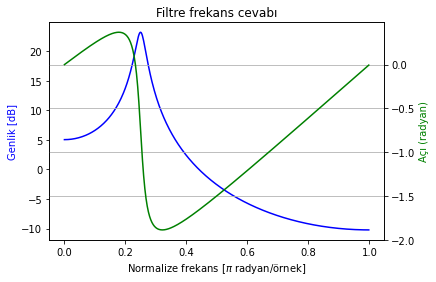 Filtre frekans cevabı
Genlik [dB]
20
15
10
5
0
−5
−10
0.0
−0.5
−1.0
−1.5
−2.0
Açı (radyan)
0.0 0.2 0.4 0.6 0.8 1.0
Normalize frekans [π radyan/örnek]